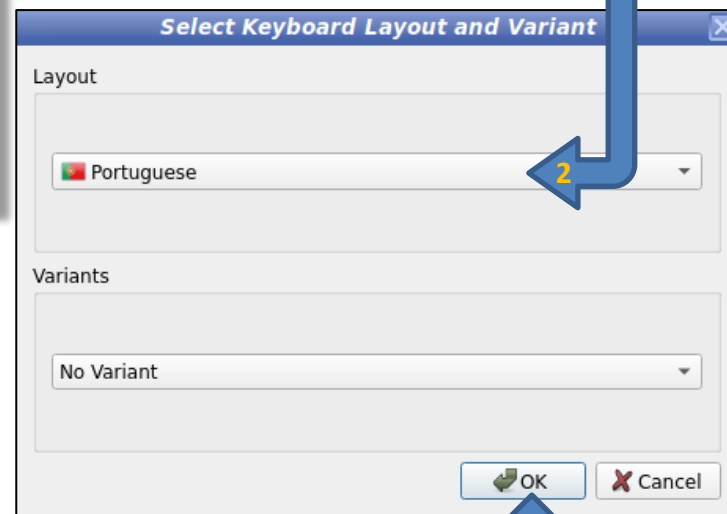 Select Keyboard Layout and Variant
Layout
Portuguese
2
Variants
No Variant
OK
Cancel